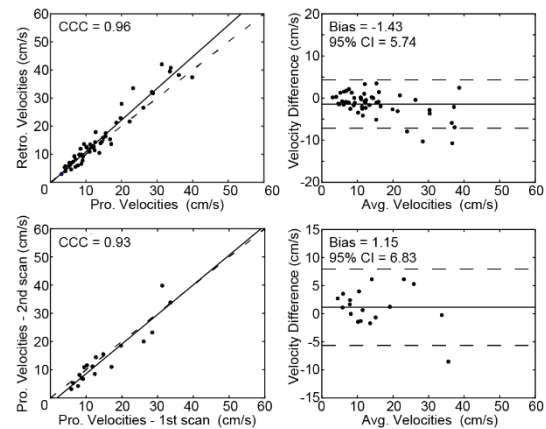 60
50
40
30
20
10
0
Retro. Velocities (cm/s)
CCC = 0.96
0 10 20 30 40 50 60
Pro. Velocities (cm/s)
20
10
0
-10
-20
Velocity Difference (cm/s)
Bias = -1.43
95% CI = 5.74
0 10 20 30 40 50 60
Avg. Velocities (cm/s)
60
50
40
30
20
10
0
Pro. Velocities - 2nd scan (cm/s)
CCC = 0.93
0 10 20 30 40 50 60
Pro. Velocities - 1st scan (cm/s)
15
10
5
0
-5
-10
-15
Velocity Difference (cm/s)
Bias = 1.15
95% CI = 6.83
0 10 20 30 40 50 60
Avg. Velocities (cm/s)